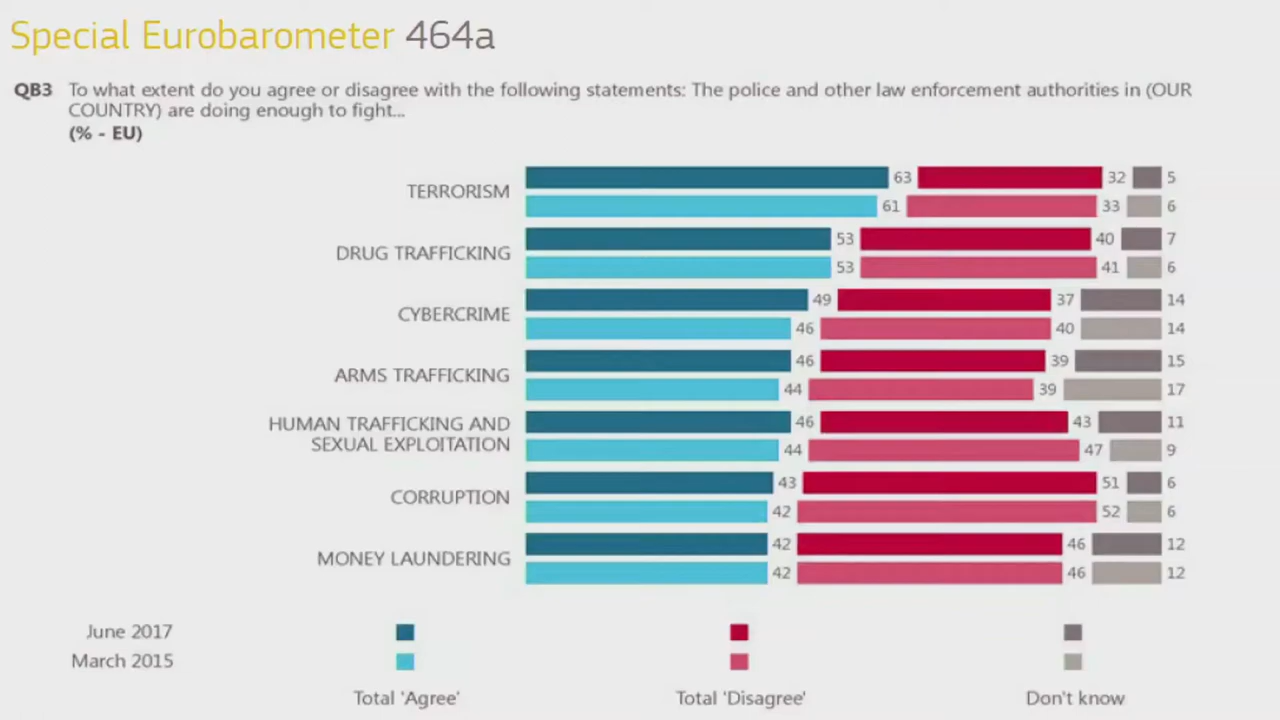 Special Eurobarometer 464a
QB3 To what extent do you agree or disagree with the following statements: The police and other law enforcement authorities in (OUR
COUNTRY) are doing enough to fight...
(% - EU)
TERRORISM
63 32 5
61 33 6
DRUG TRAFFICKING
53 40 7
53 41 6
CYBERCRIME
49 37 14
46 40 14
ARMS TRAFFICKING
46 39 15
44 39 17
HUMAN TRAFFICKING AND
SEXUAL EXPLOITATION
46 43 11
44 47 9
CORRUPTION
43 51 6
42 52 6
MONEY LAUNDERING
42 46 12
42 46 12
June 2017
March 2015
Total 'Agree' Total 'Disagree' Don't know